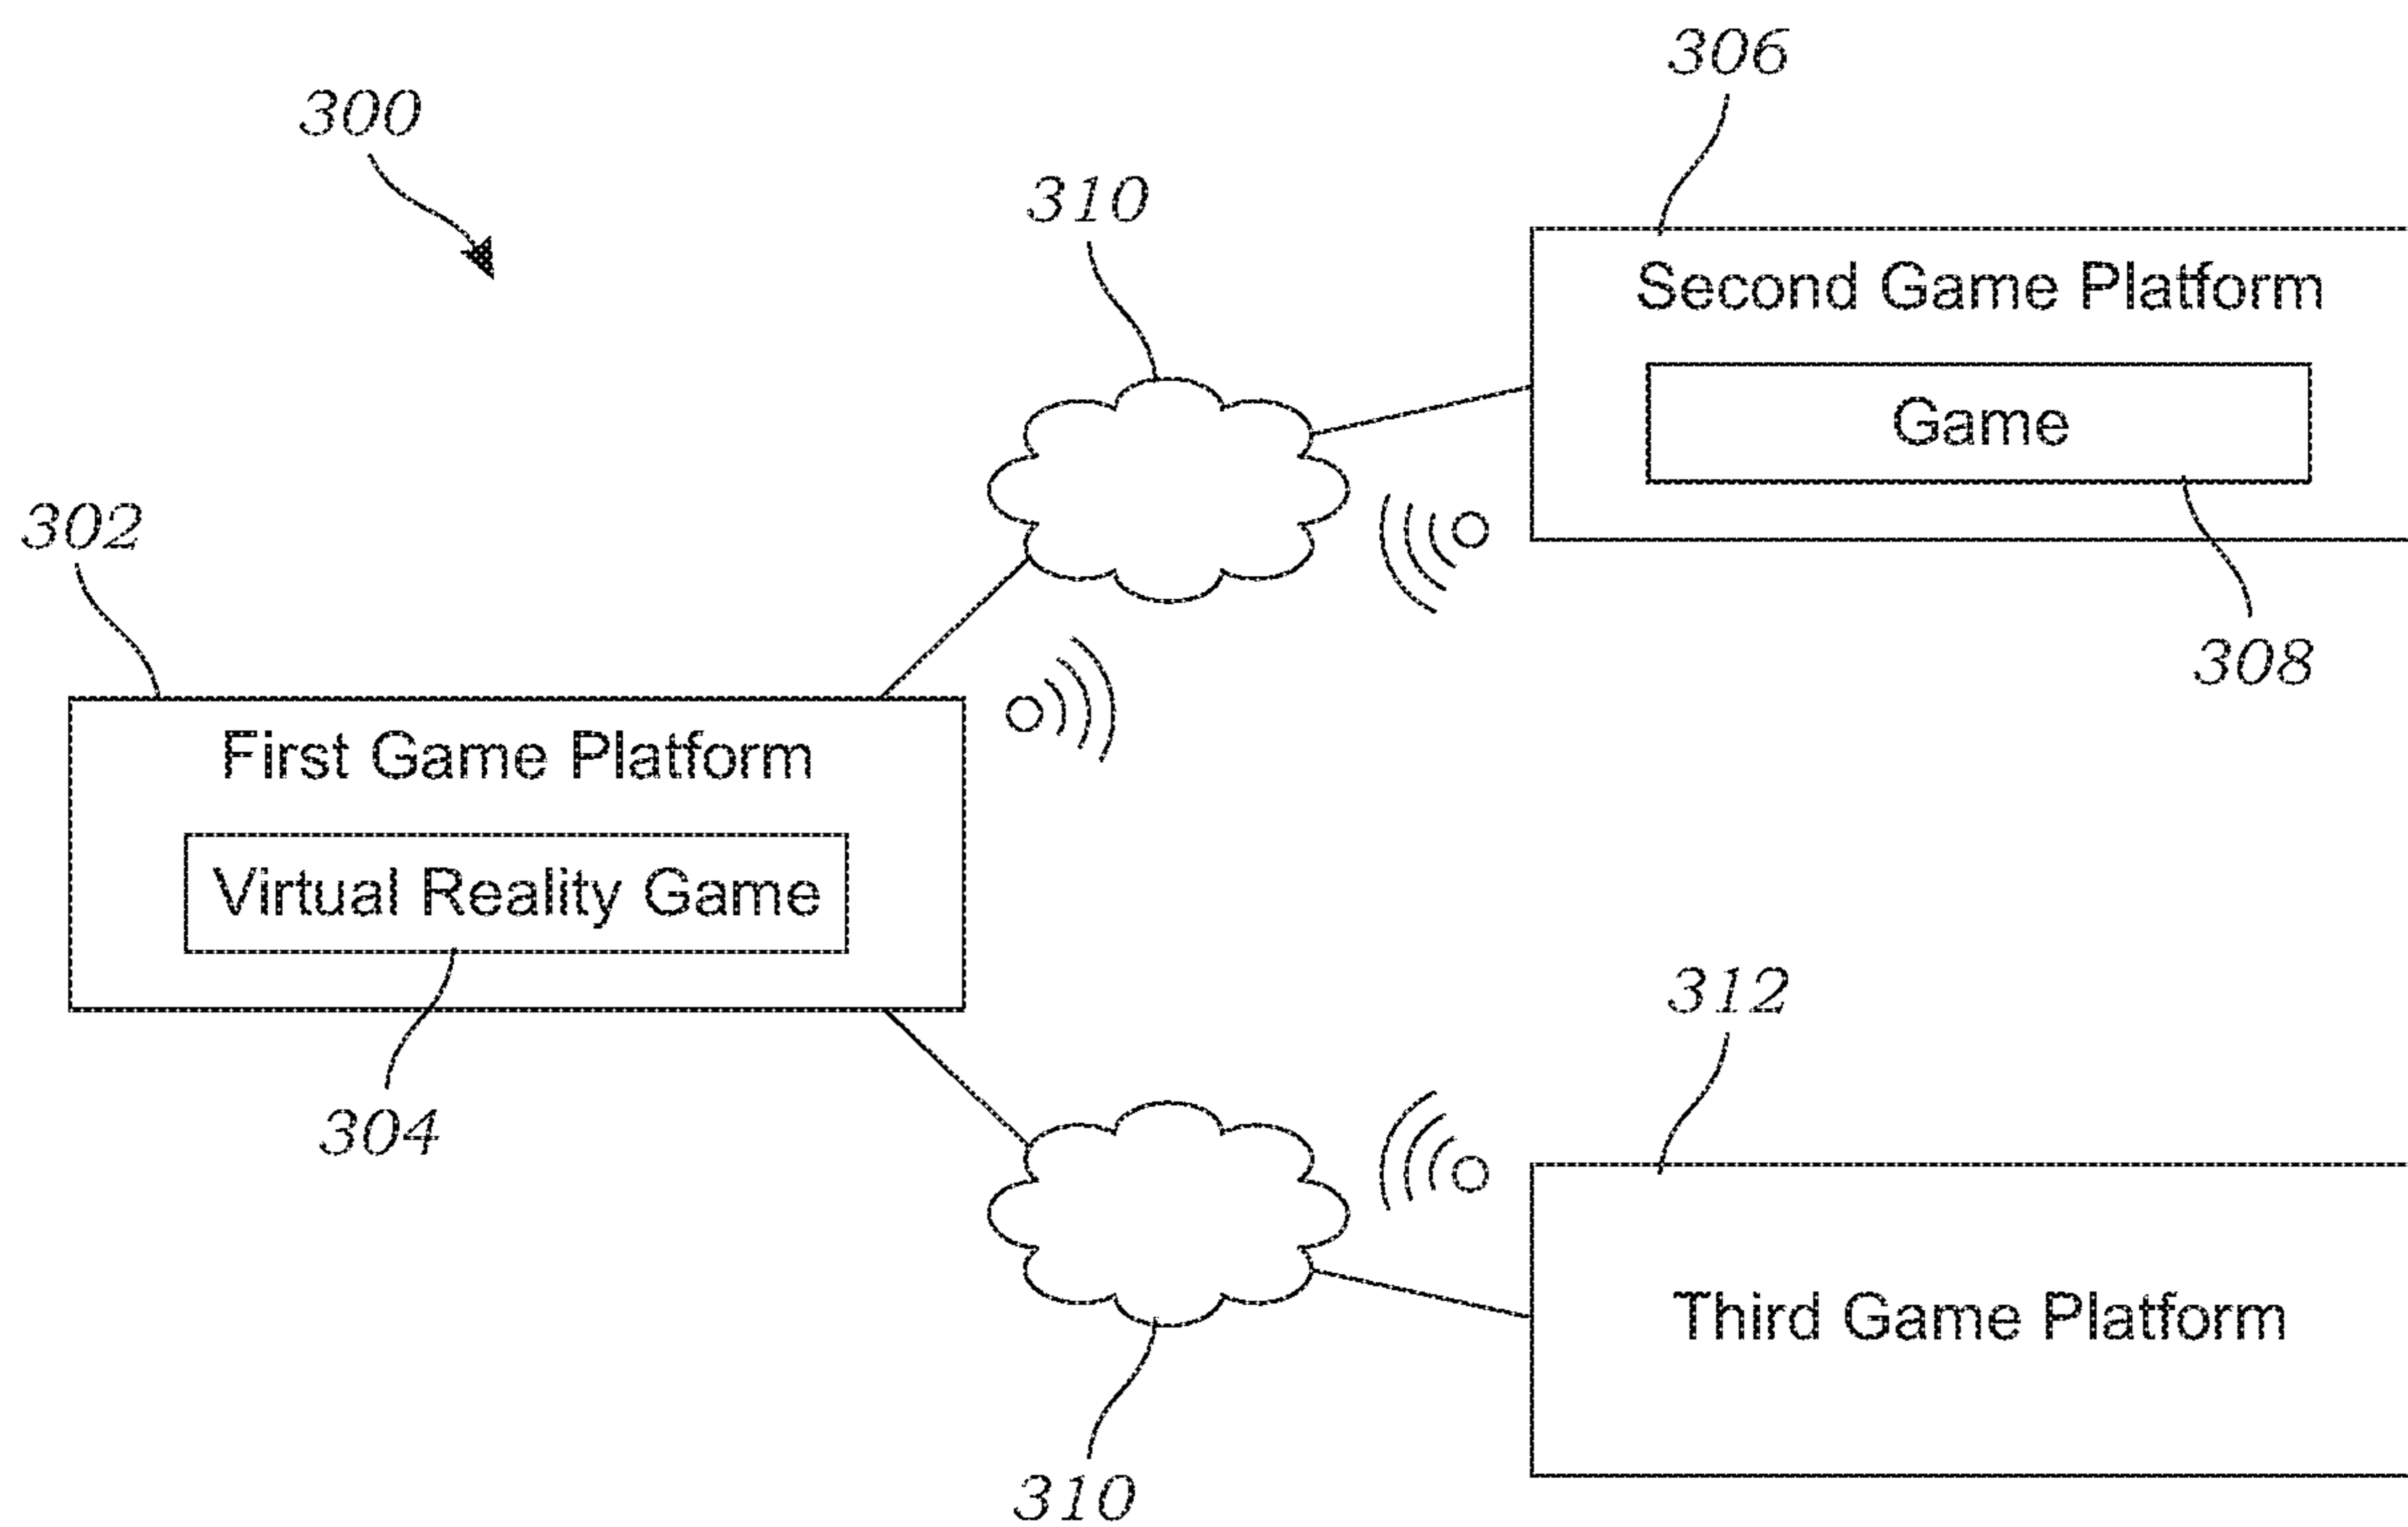 306
300
310
Second Game Platform
Game
302
308
First Game Platform
Virtual Reality Game
312
304
Third Game Platform
310